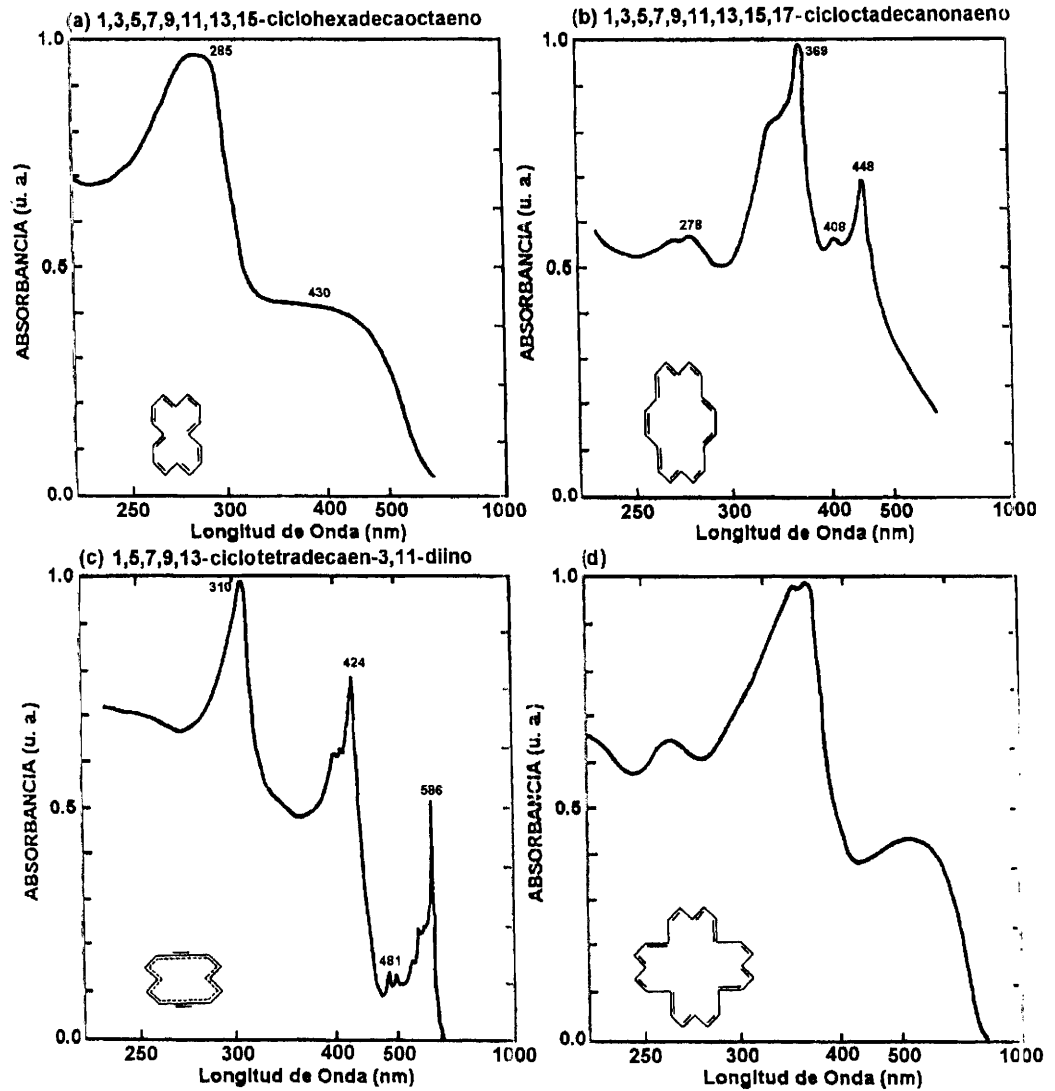 (a) 1,3,5,7,9,11,13,15-ciclohexadecaoctaeno
1.0
285
ABSORBANCIA (u. a.)
0.5
430
0.0
250 300 400 500 1000
Longitud de Onda (nm)
(b) 1,3,5,7,9,11,13,15,17-cicloctadecanonaeno
1.0
369
448
ABSORBANCIA (u. a.)
278
408
0.5
0.0
250 300 400 500 1000
Longitud de Onda (nm)
(c) 1,5,7,9,13-ciclotetradecaen-3,11-diino
1.0
310
424
ABSORBANCIA (u. a.)
586
0.5
481
0.0
250 300 400 500 1000
Longitud de Onda (nm)
(d)
1.0
ABSORBANCIA (u. a.)
0.5
0.0
250 300 400 500 1000
Longitud de Onda (nm)